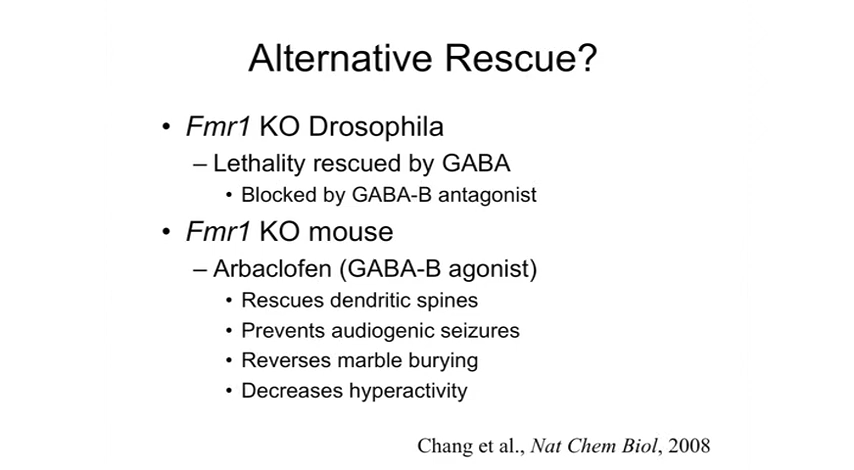 Alternative Rescue?
• Fmr1 KO Drosophila
– Lethality rescued by GABA
• Blocked by GABA-B antagonist
• Fmr1 KO mouse
– Arbaclofen (GABA-B agonist)
• Rescues dendritic spines
• Prevents audiogenic seizures
• Reverses marble burying
• Decreases hyperactivity
Chang et al., Nat Chem Biol, 2008